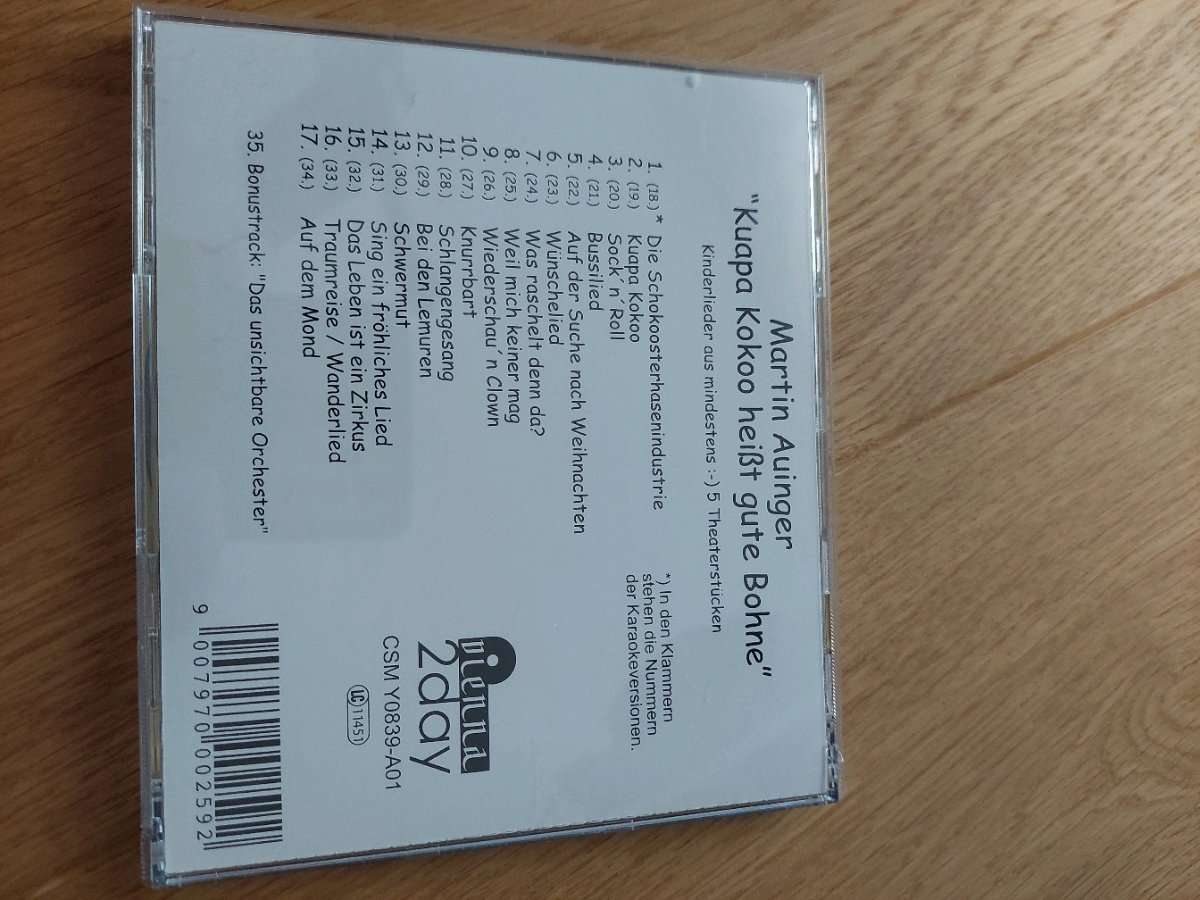 Martin Auinger
"Kuapa Kokoo heißt gute Bohne"
Kinderlieder aus mindestens :-) 5 Theaterstücken
1. (18.)* Die Schokoosterhasenindustrie
2. (19.) Kuapa Kokoo
3. (20.) Sock´n´Roll
4. (21.) Bussilied
5. (22.) Auf der Suche nach Weihnachten
6. (23.) Wünschelied
7. (24.) Was raschelt denn da?
8. (25.) Weil mich keiner mag
9. (26.) Wiederschau´n Clown
10. (27.) Knurrbart
11. (28.) Schlangengesang
12. (29.) Bei den Lemuren
13. (30.) Schwermut
14. (31.) Sing ein fröhliches Lied
15. (32.) Das Leben ist ein Zirkus
16. (33.) Traumreise / Wanderlied
17. (34.) Auf dem Mond
35. Bonustrack: "Das unsichtbare Orchester"
*) In den Klammern
stehen die Nummern
der Karaokeversionen.
vienna
2day
CSM Y0839-A01
LC 11451
9 007970 002592